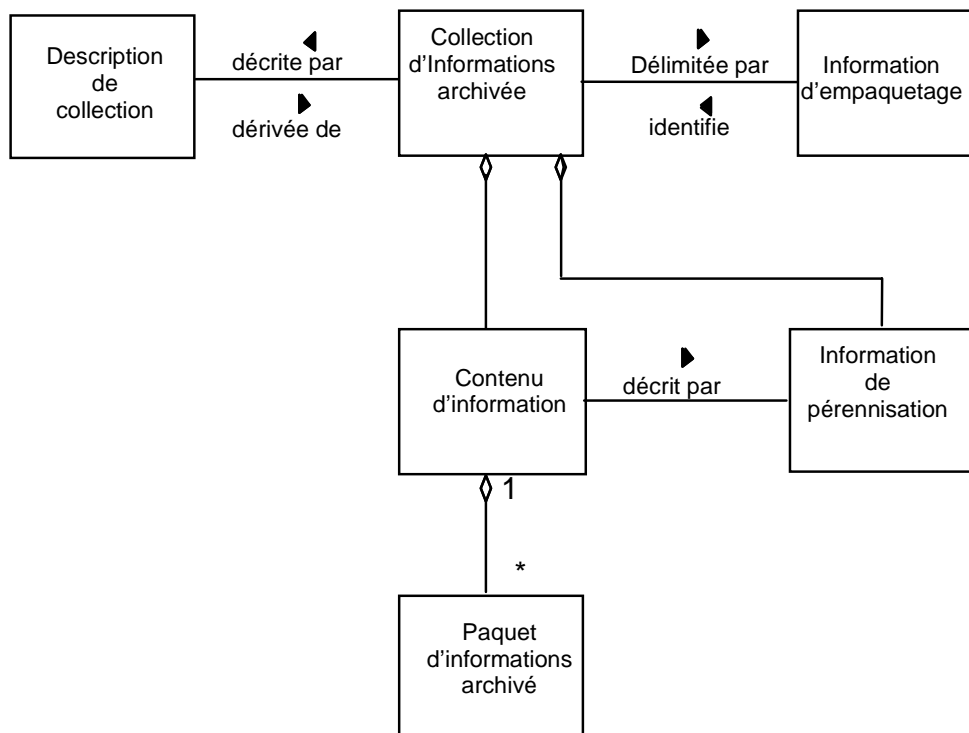 Description
de
collection
décrite par
dérivée de
Collection
d’Informations
archivée
Délimitée par
identifie
Information
d’empaquetage
Contenu
d’information
décrit par
Information
de
pérennisation
1
*
Paquet
d’informations
archivé